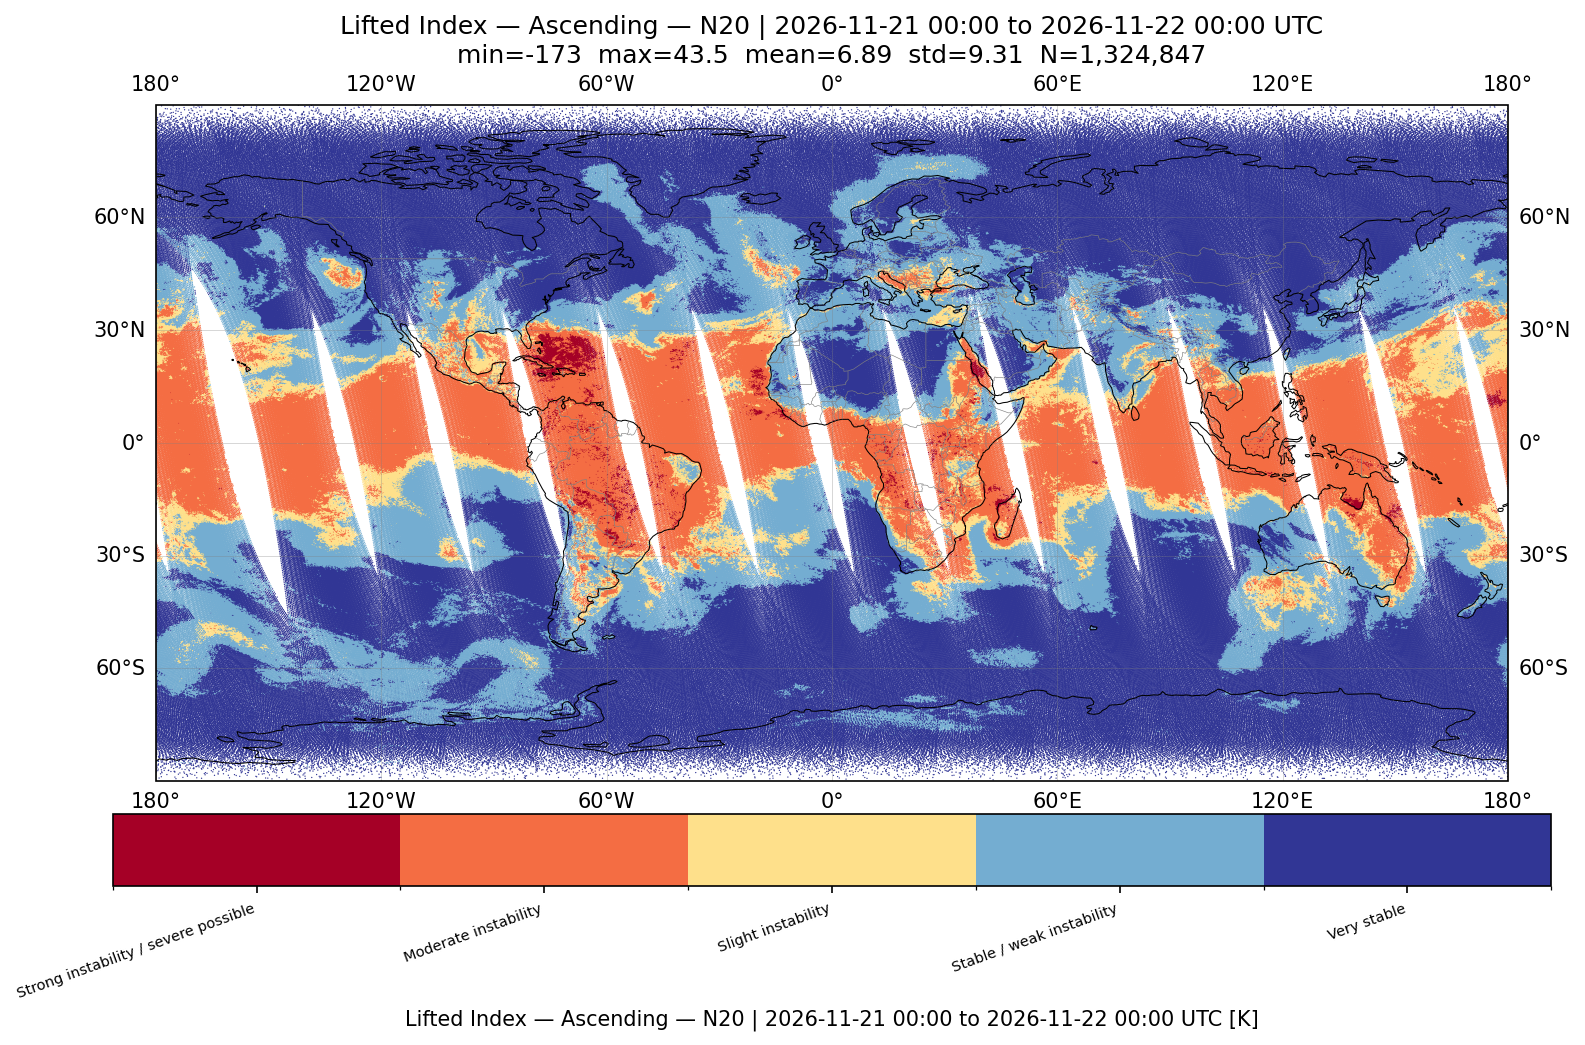 Lifted Index — Ascending — N20 | 2026-11-21 00:00 to 2026-11-22 00:00 UTC
min=-173  max=43.5  mean=6.89  std=9.31  N=1,324,847
180° 120°W 60°W 0° 60°E 120°E 180°
60°N 60°N
30°N 30°N
0° 0°
30°S 30°S
60°S 60°S
180° 120°W 60°W 0° 60°E 120°E 180°
Strong instability / severe possible
Moderate instability
Slight instability
Stable / weak instability
Very stable
Lifted Index — Ascending — N20 | 2026-11-21 00:00 to 2026-11-22 00:00 UTC [K]